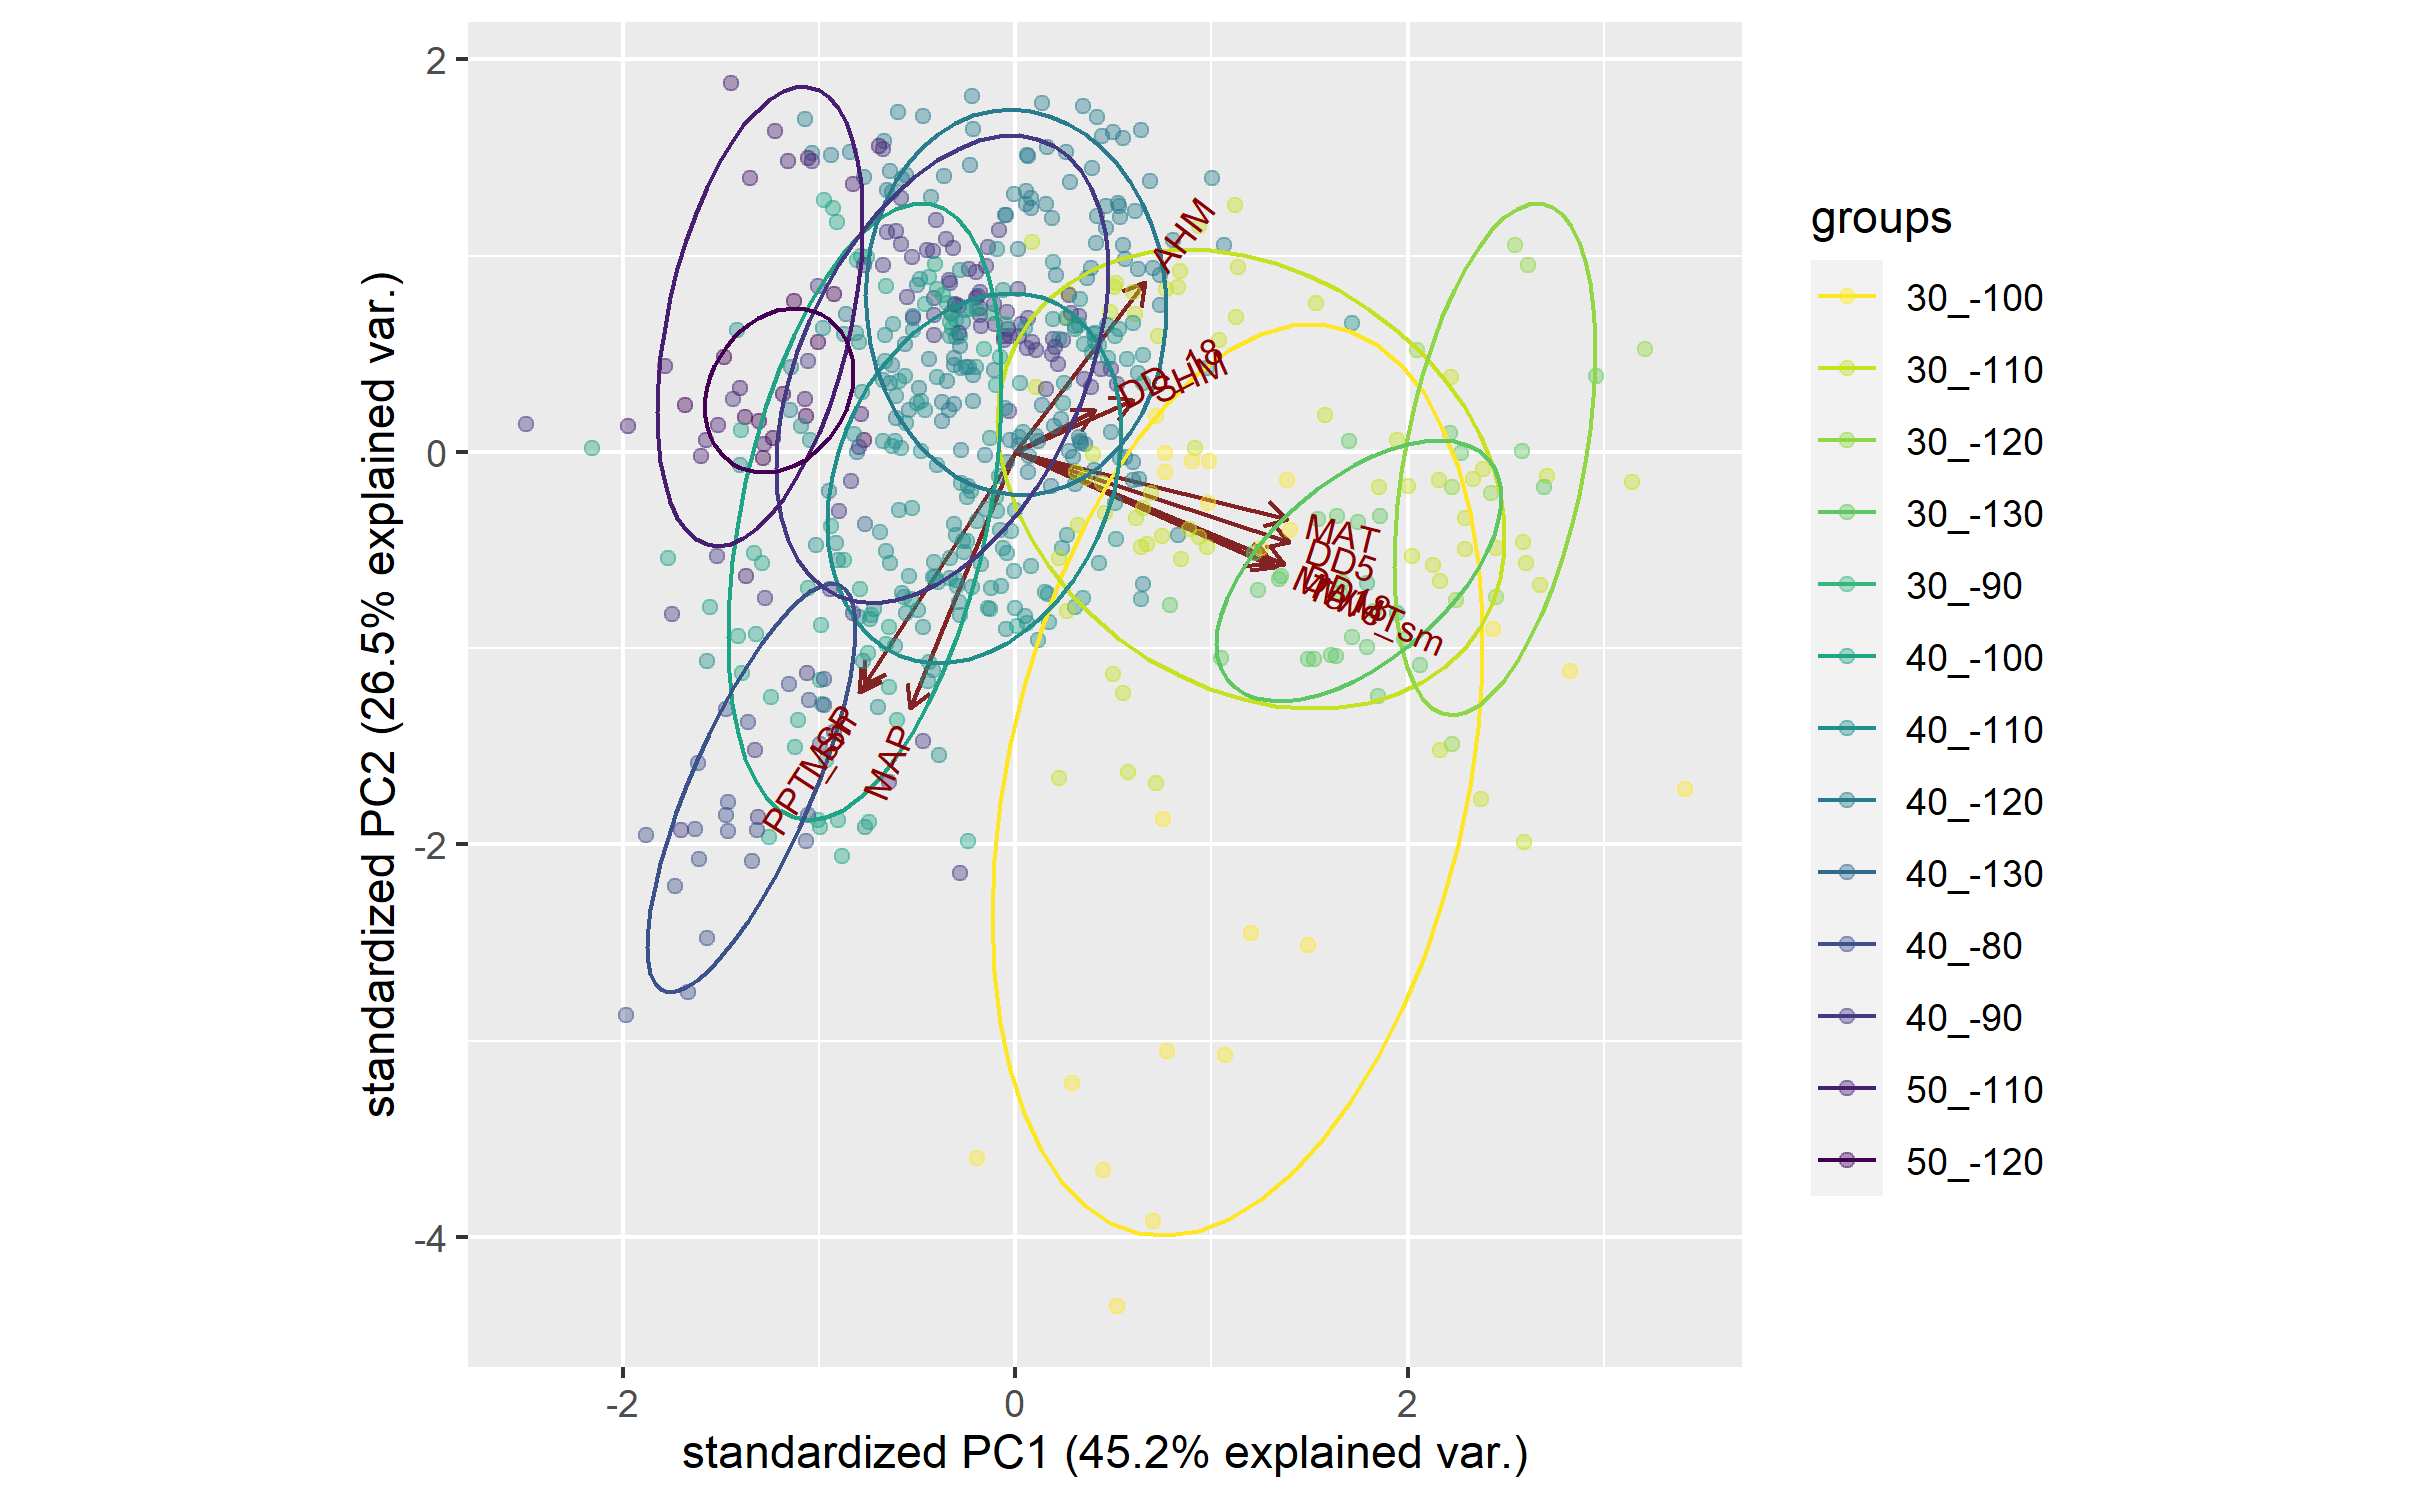 standardized PC2 (26.5% explained var.)
2
0
-2
-4
AHM
SHM
MAT
DD5
MAP
-2
0
2
standardized PC1 (45.2% explained var.)
groups
30_-100
30_-110
30_-120
30_-130
30_-90
40_-100
40_-110
40_-120
40_-130
40_-80
40_-90
50_-110
50_-120